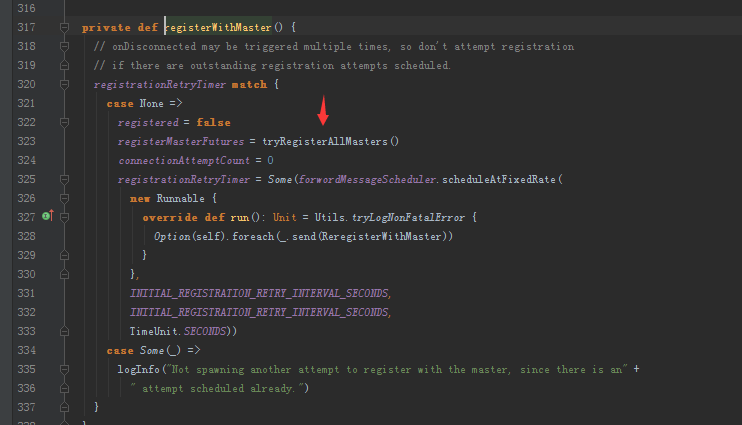 316
317 private def registerWithMaster() {
318 // onDisconnected may be triggered multiple times, so don't attempt registration
319 // if there are outstanding registration attempts scheduled.
320 registrationRetryTimer match {
321 case None =>
322 registered = false
323 registerMasterFutures = tryRegisterAllMasters()
324 connectionAttemptCount = 0
325 registrationRetryTimer = Some(forwordMessageScheduler.scheduleAtFixedRate(
326 new Runnable {
327 override def run(): Unit = Utils.tryLogNonFatalError {
328 Option(self).foreach(_.send(ReregisterWithMaster))
329 }
330 },
331 INITIAL_REGISTRATION_RETRY_INTERVAL_SECONDS,
332 INITIAL_REGISTRATION_RETRY_INTERVAL_SECONDS,
333 TimeUnit.SECONDS))
334 case Some(_) =>
335 logInfo("Not spawning another attempt to register with the master, since there is an" +
336 " attempt scheduled already.")
337 }